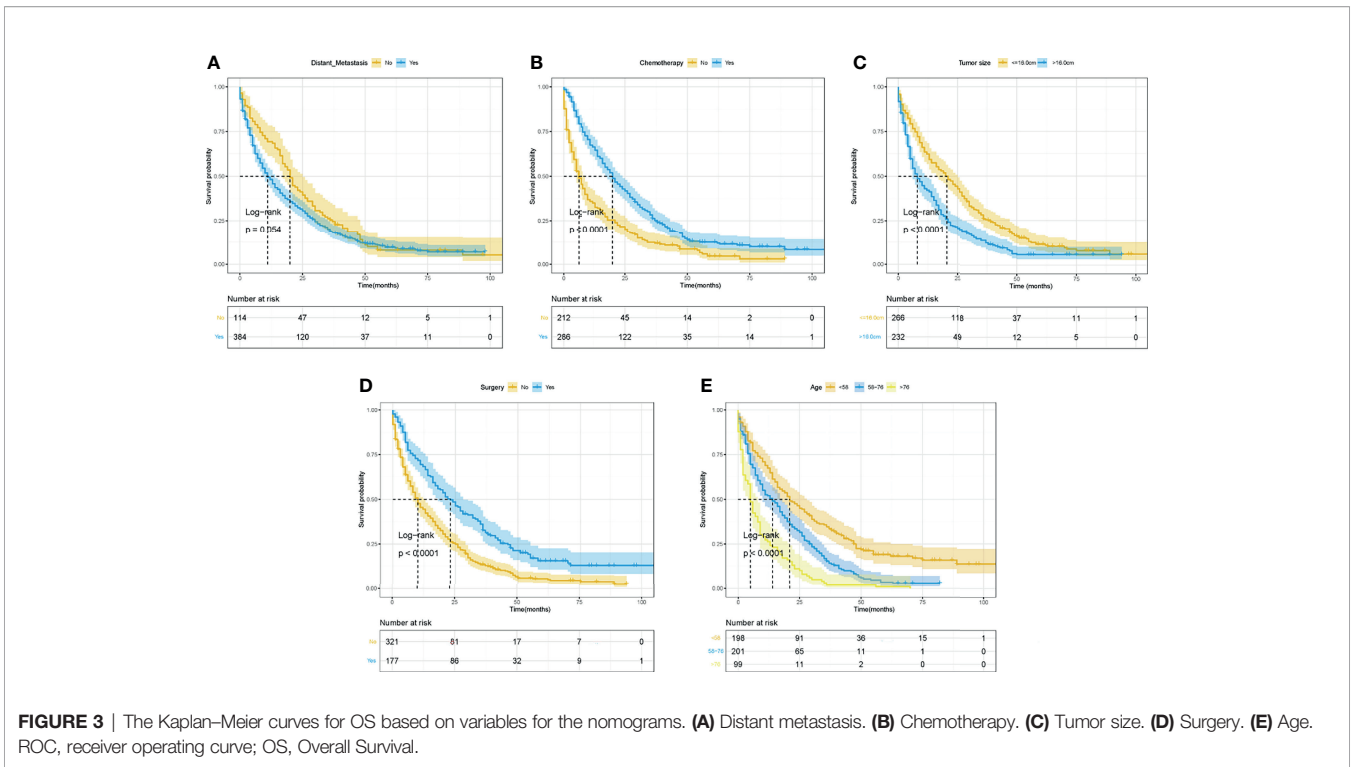 A
Distant_Metastasis No Yes
1.00
0.75
0.50
0.25
0.00
Survival probability
Log-rank
p = 0.054
0 25 50 75 100
Time(months)
Number at risk
No 114 47 12 5 1
Yes 384 120 37 11 0
B
Chemotherapy No Yes
1.00
0.75
0.50
0.25
0.00
Survival probability
Log-rank
p < 0.0001
0 25 50 75 100
Time(months)
Number at risk
No 212 45 14 2 0
Yes 286 122 35 14 1
C
Tumor size <=16.0cm >16.0cm
1.00
0.75
0.50
0.25
0.00
Survival probability
Log-rank
p < 0.0001
0 25 50 75 100
Time(months)
Number at risk
<=16.0cm 266 118 37 11 1
>16.0cm 232 49 12 5 0
D
Surgery No Yes
1.00
0.75
0.50
0.25
0.00
Survival probability
Log-rank
p < 0.0001
0 25 50 75 100
Time(months)
Number at risk
No 321 81 17 7 0
Yes 177 86 32 9 1
E
Age <58 58~76 >76
1.00
0.75
0.50
0.25
0.00
Survival probability
Log-rank
p < 0.0001
0 25 50 75 100
Time(months)
Number at risk
<58 198 91 36 15 1
58~76 201 65 11 1 0
>76 99 11 2 0 0
FIGURE 3 | The Kaplan–Meier curves for OS based on variables for the nomograms. (A) Distant metastasis. (B) Chemotherapy. (C) Tumor size. (D) Surgery. (E) Age.
ROC, receiver operating curve; OS, Overall Survival.